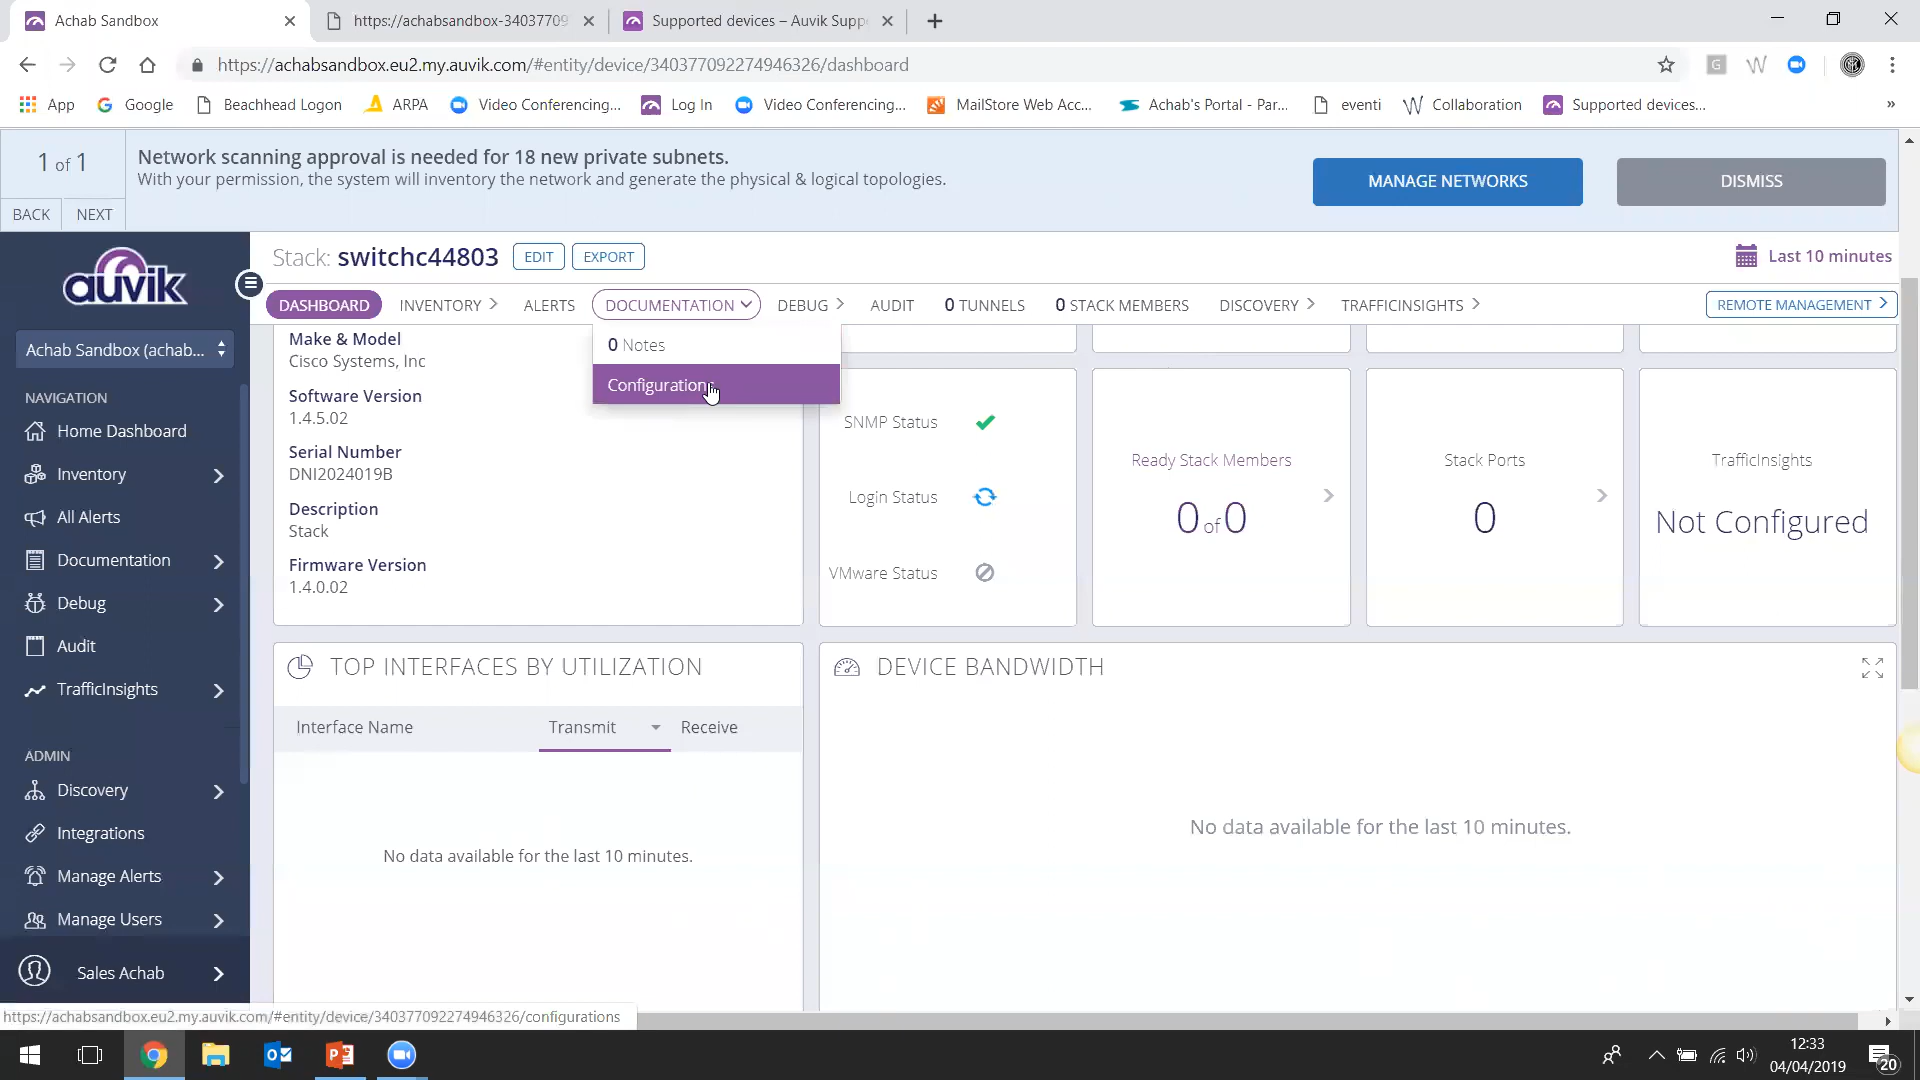 Achab Sandbox
https://achabsandbox-34037709
Supported devices – Auvik Supp
https://achabsandbox.eu2.my.auvik.com/#entity/device/340377092274946326/dashboard
App
Google
Beachhead Logon
ARPA
Video Conferencing...
Log In
Video Conferencing...
MailStore Web Acc...
Achab's Portal - Par...
eventi
Collaboration
Supported devices...
»
1 of 1
Network scanning approval is needed for 18 new private subnets.
With your permission, the system will inventory the network and generate the physical & logical topologies.
MANAGE NETWORKS
DISMISS
BACK
NEXT
auvik
Stack: switchc44803
EDIT
EXPORT
Last 10 minutes
DASHBOARD
INVENTORY
ALERTS
DOCUMENTATION
DEBUG
AUDIT
0 TUNNELS
0 STACK MEMBERS
DISCOVERY
TRAFFICINSIGHTS
REMOTE MANAGEMENT
0 Notes
Configurations
Achab Sandbox (achab...
NAVIGATION
Home Dashboard
Inventory
All Alerts
Documentation
Debug
Audit
TrafficInsights
ADMIN
Discovery
Integrations
Manage Alerts
Manage Users
Sales Achab
Make & Model
Cisco Systems, Inc
Software Version
1.4.5.02
Serial Number
DNI2024019B
Description
Stack
Firmware Version
1.4.0.02
SNMP Status
Login Status
VMware Status
Ready Stack Members
0 of 0
Stack Ports
0
TrafficInsights
Not Configured
TOP INTERFACES BY UTILIZATION
Interface Name
Transmit
Receive
No data available for the last 10 minutes.
DEVICE BANDWIDTH
No data available for the last 10 minutes.
https://achabsandbox.eu2.my.auvik.com/#entity/device/340377092274946326/configurations
12:33
04/04/2019
20